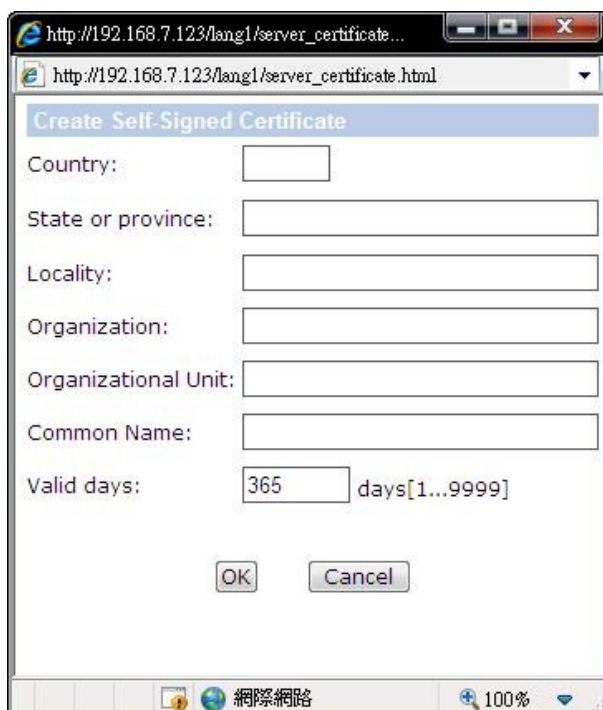 http://192.168.7.123/lang1/server_certificate...
http://192.168.7.123/lang1/server_certificate.html
Create Self-Signed Certificate
Country:
State or province:
Locality:
Organization:
Organizational Unit:
Common Name:
Valid days: 365 days[1...9999]
OK Cancel
網際網路 100%